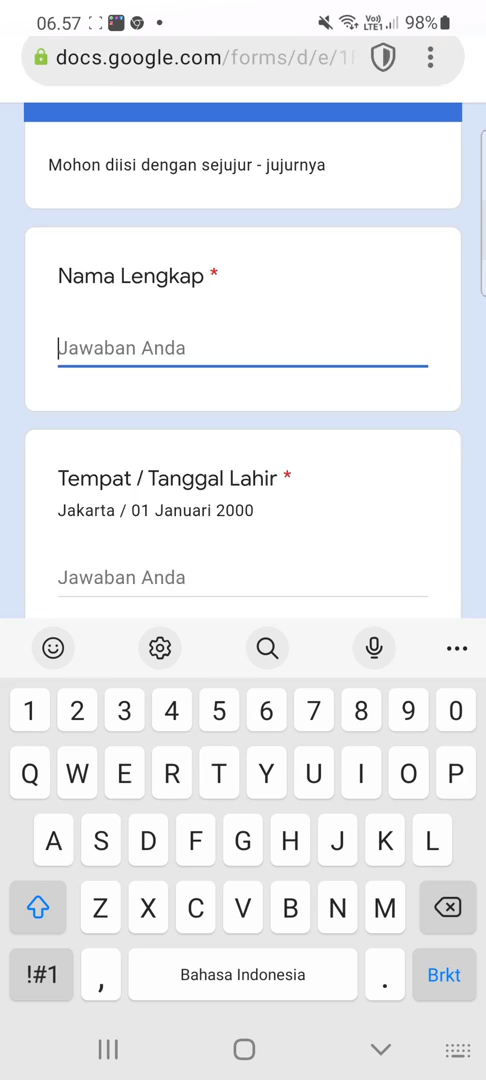 06.57 Vo)) LTE1 98%
docs.google.com/forms/d/e/1
Mohon diisi dengan sejujur - jujurnya
Nama Lengkap *
Jawaban Anda
Tempat / Tanggal Lahir *
Jakarta / 01 Januari 2000
Jawaban Anda
1 2 3 4 5 6 7 8 9 0
Q W E R T Y U I O P
A S D F G H J K L
Z X C V B N M
!#1 , Bahasa Indonesia . Brkt